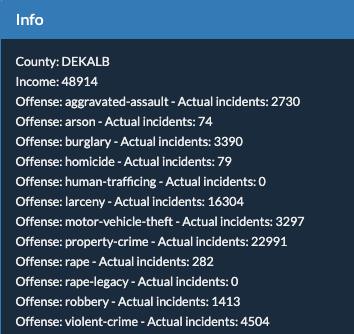 Info
County: DEKALB
Income: 48914
Offense: aggravated-assault - Actual incidents: 2730
Offense: arson - Actual incidents: 74
Offense: burglary - Actual incidents: 3390
Offense: homicide - Actual incidents: 79
Offense: human-trafficing - Actual incidents: 0
Offense: larceny - Actual incidents: 16304
Offense: motor-vehicle-theft - Actual incidents: 3297
Offense: property-crime - Actual incidents: 22991
Offense: rape - Actual incidents: 282
Offense: rape-legacy - Actual incidents: 0
Offense: robbery - Actual incidents: 1413
Offense: violent-crime - Actual incidents: 4504